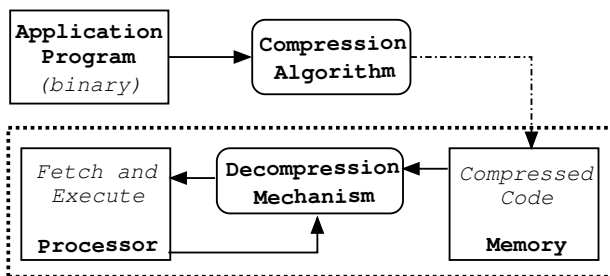 Application
Program
(binary)
Compression
Algorithm
Fetch and
Execute
Processor
Decompression
Mechanism
Compressed
Code
Memory